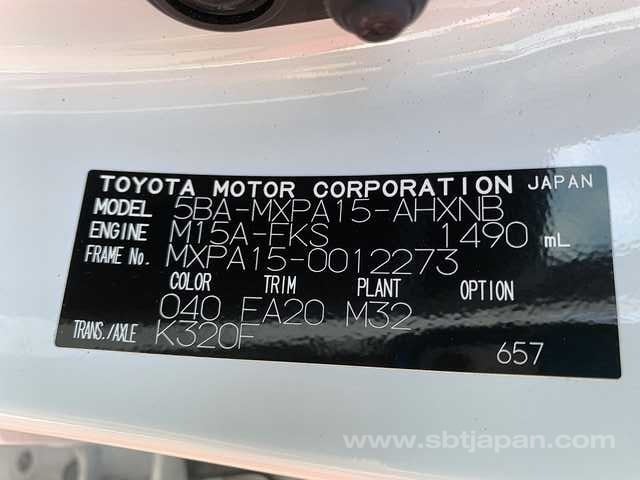 TOYOTA MOTOR CORPORATION JAPAN
MODEL 5BA-MXPA15-AHXNB
ENGINE M15A-FKS 1490 mL
FRAME No. MXPA15-0012273
COLOR TRIM PLANT OPTION
040 EA20 M32
TRANS./AXLE K320F
657
www.sbtjapan.com